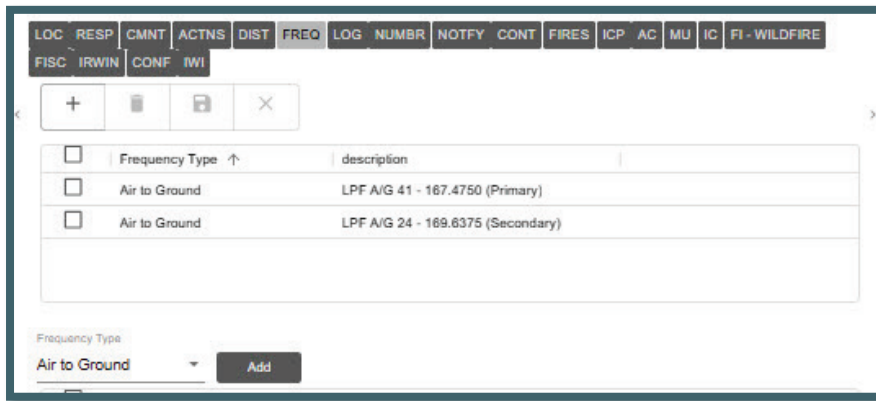 LOC RESP CMNT ACTNS DIST FREQ LOG NUMBR NOTFY CONT FIRES ICP AC MU IC FI - WILDFIRE
FISC IRWIN CONF IWI
Frequency Type description
Air to Ground LPF A/G 41 - 167.4750 (Primary)
Air to Ground LPF A/G 24 - 169.6375 (Secondary)
Frequency Type
Air to Ground Add